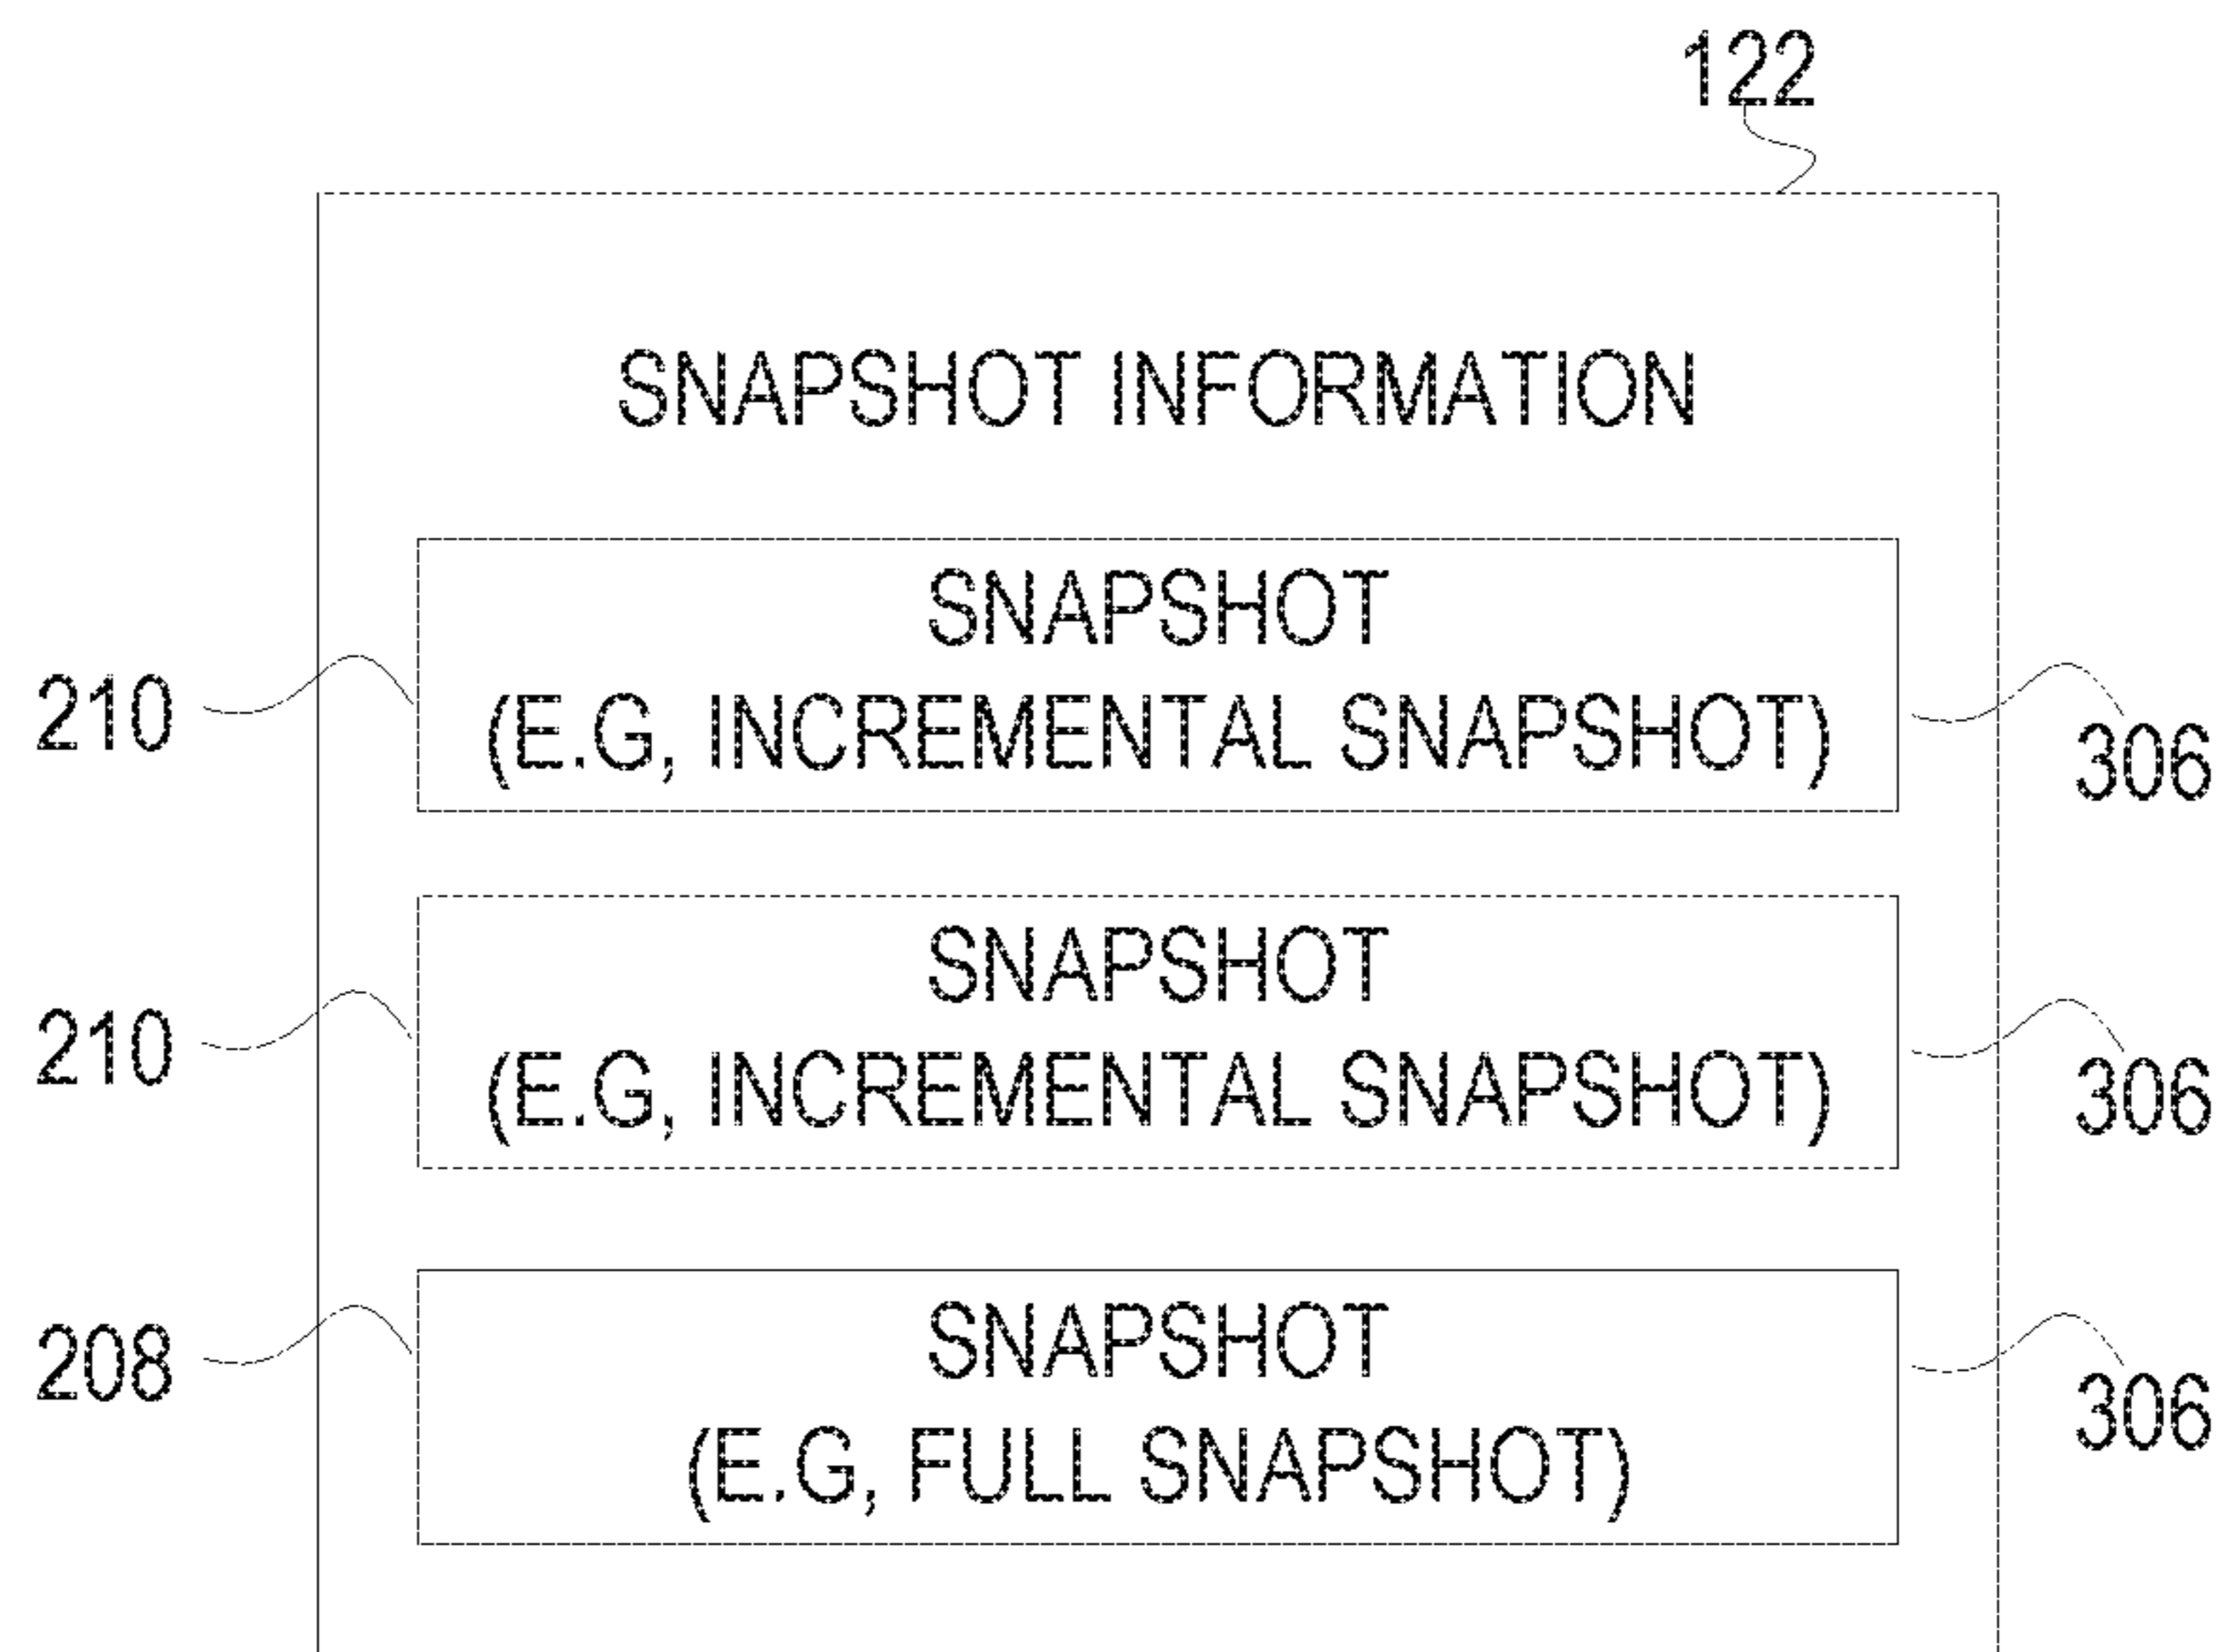 122
SNAPSHOT INFORMATION
SNAPSHOT
(E.G, INCREMENTAL SNAPSHOT)
210
306
SNAPSHOT
(E.G, INCREMENTAL SNAPSHOT)
210
306
SNAPSHOT
(E.G, FULL SNAPSHOT)
208
306